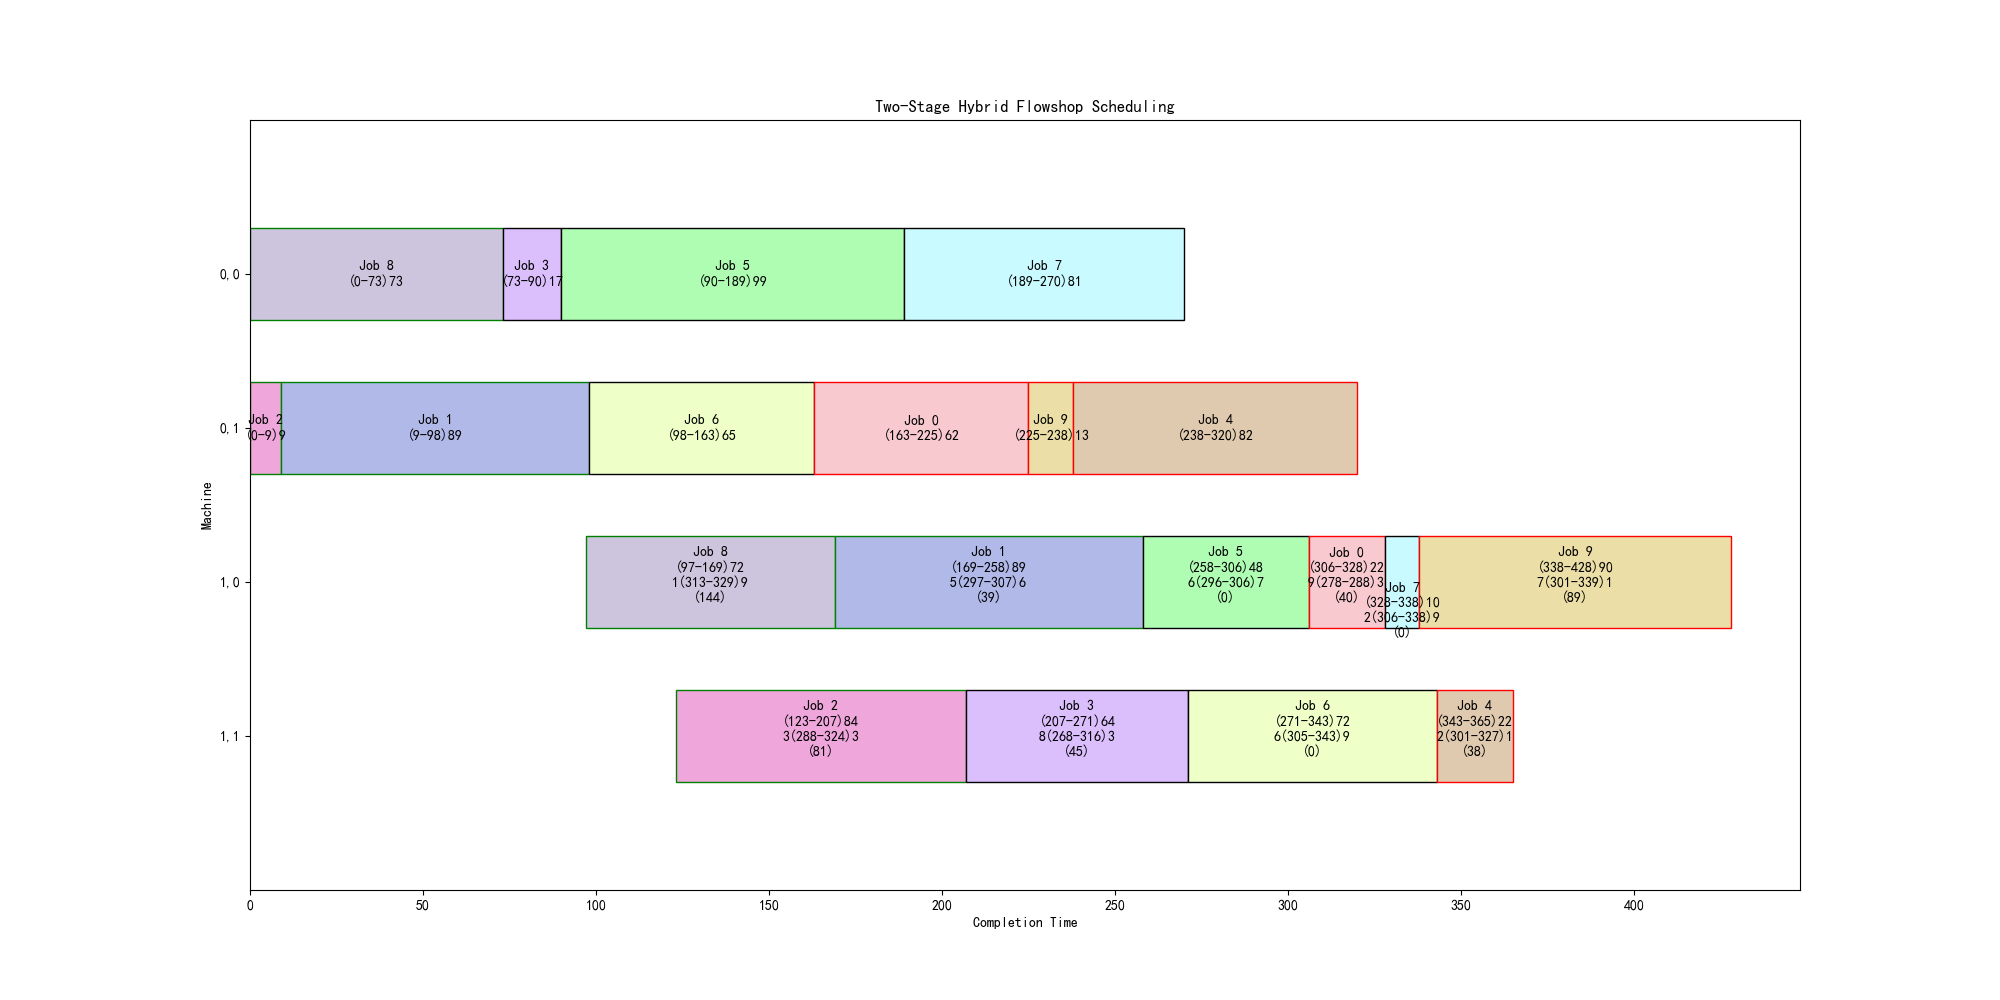 Two-Stage Hybrid Flowshop Scheduling
Machine
0,0
Job 8
(0-73)73
Job 3
(73-90)17
Job 5
(90-189)99
Job 7
(189-270)81
0,1
Job 2
(0-9)9
Job 1
(9-98)89
Job 6
(98-163)65
Job 0
(163-225)62
Job 9
(225-238)13
Job 4
(238-320)82
1,0
Job 8
(97-169)72
1(313-329)9
(144)
Job 1
(169-258)89
5(297-307)6
(39)
Job 5
(258-306)48
6(296-306)7
(0)
Job 0
(306-328)22
9(278-288)3
(40)
Job 7
(328-338)10
2(306-338)9
(0)
Job 9
(338-428)90
7(301-339)1
(89)
1,1
Job 2
(123-207)84
3(288-324)3
(81)
Job 3
(207-271)64
8(268-316)3
(45)
Job 6
(271-343)72
6(305-343)9
(0)
Job 4
(343-365)22
2(301-327)1
(38)
0
50
100
150
200
250
300
350
400
Completion Time